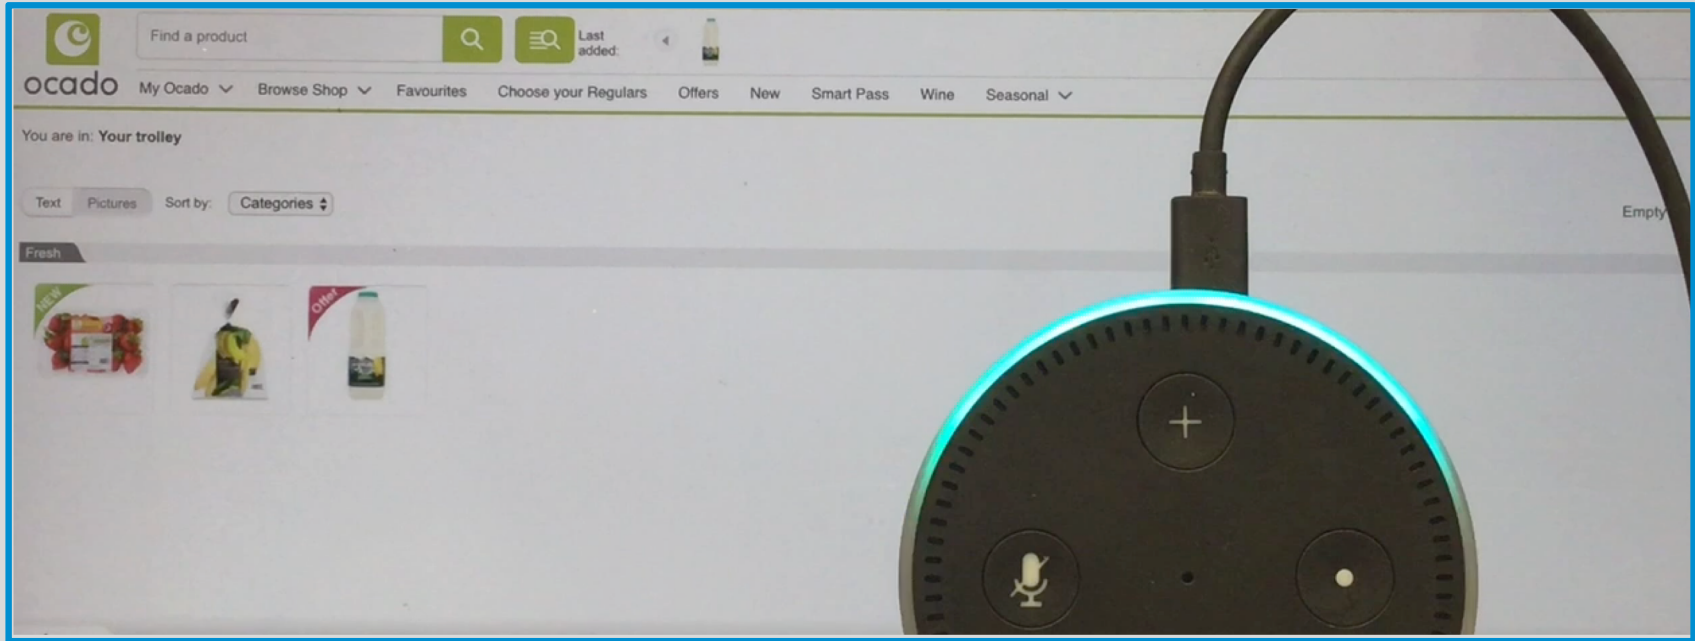 Find a product
Last added:
ocado
My Ocado Browse Shop Favourites Choose your Regulars Offers New Smart Pass Wine Seasonal
You are in: Your trolley
Text Pictures Sort by: Categories
Empty
Fresh
NEW
Offer